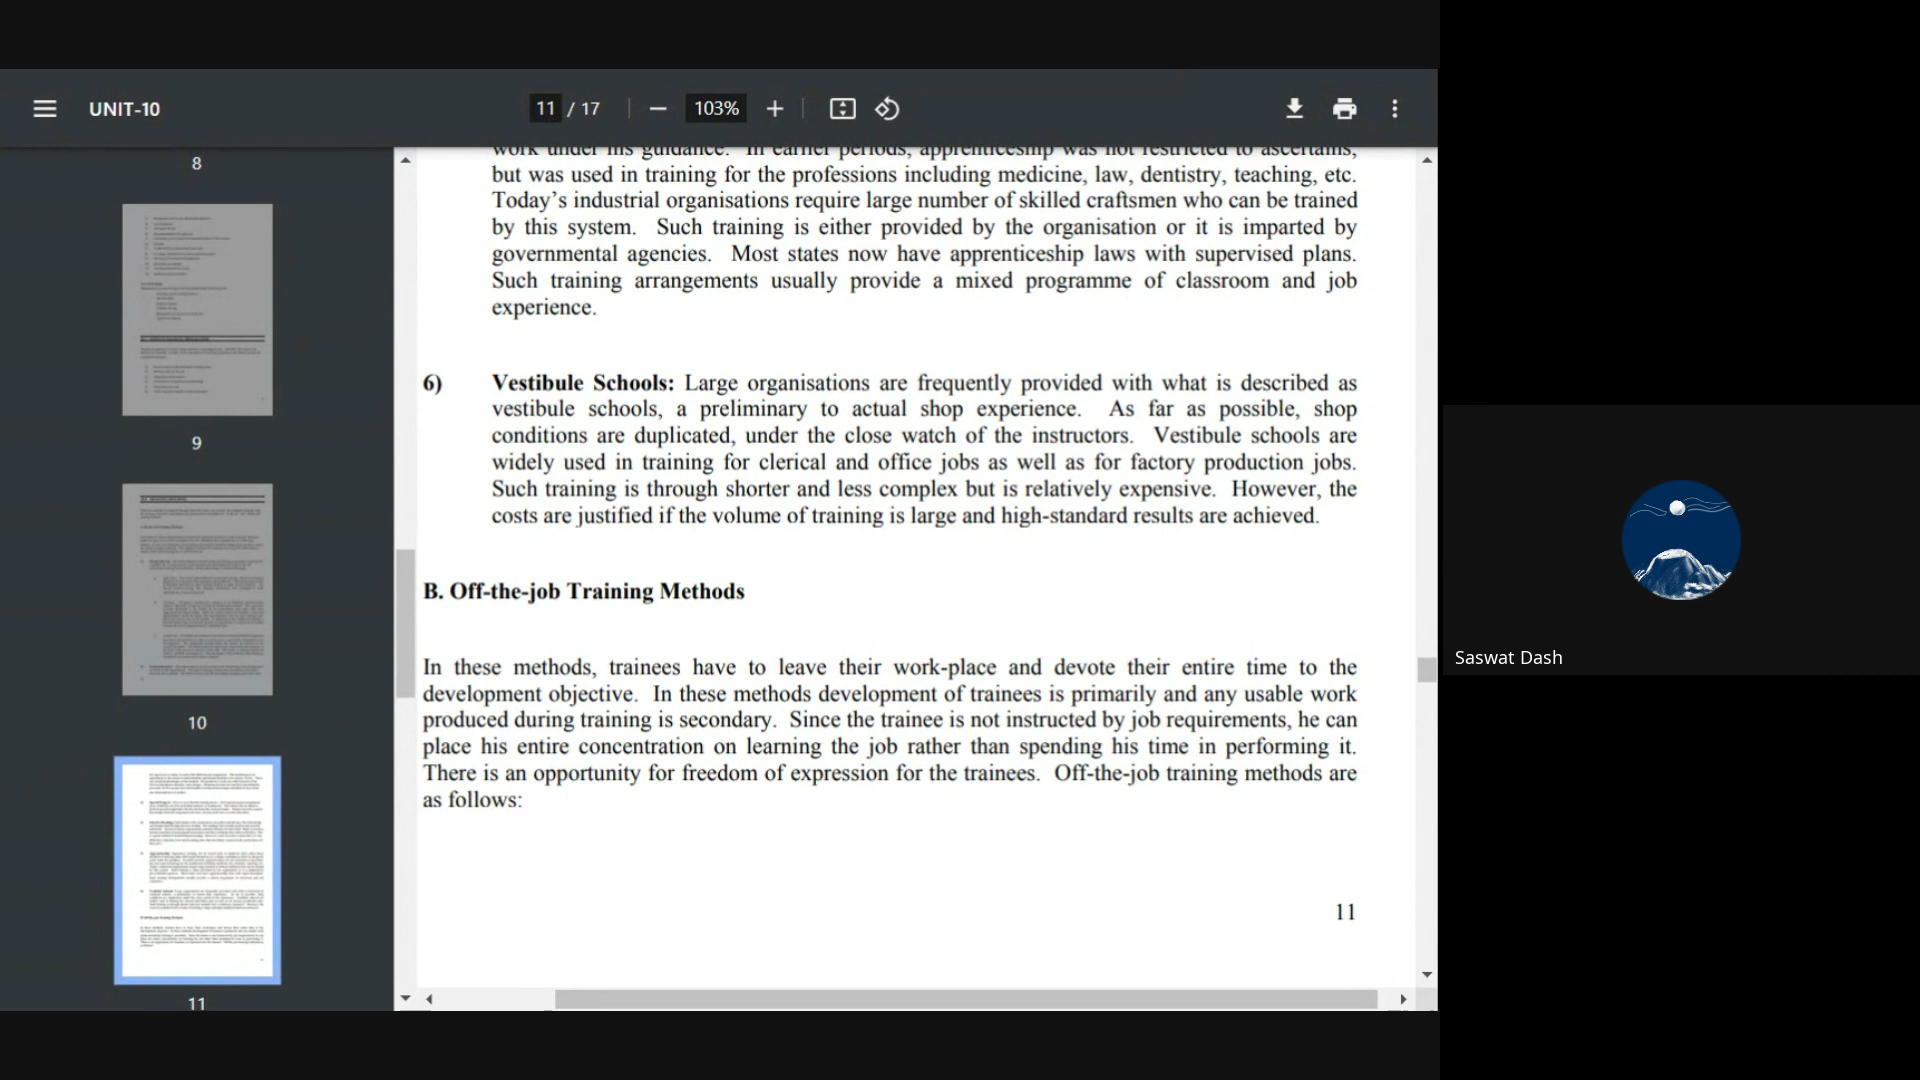 UNIT-10
11 / 17
103%
8
9
10
11
work under his guidance. In earlier periods, apprenticeship was not restricted to ascertains,
but was used in training for the professions including medicine, law, dentistry, teaching, etc.
Today's industrial organisations require large number of skilled craftsmen who can be trained
by this system. Such training is either provided by the organisation or it is imparted by
governmental agencies. Most states now have apprenticeship laws with supervised plans.
Such training arrangements usually provide a mixed programme of classroom and job
experience.
6) Vestibule Schools: Large organisations are frequently provided with what is described as
vestibule schools, a preliminary to actual shop experience. As far as possible, shop
conditions are duplicated, under the close watch of the instructors. Vestibule schools are
widely used in training for clerical and office jobs as well as for factory production jobs.
Such training is through shorter and less complex but is relatively expensive. However, the
costs are justified if the volume of training is large and high-standard results are achieved.
B. Off-the-job Training Methods
In these methods, trainees have to leave their work-place and devote their entire time to the
development objective. In these methods development of trainees is primarily and any usable work
produced during training is secondary. Since the trainee is not instructed by job requirements, he can
place his entire concentration on learning the job rather than spending his time in performing it.
There is an opportunity for freedom of expression for the trainees. Off-the-job training methods are
as follows:
11
Saswat Dash